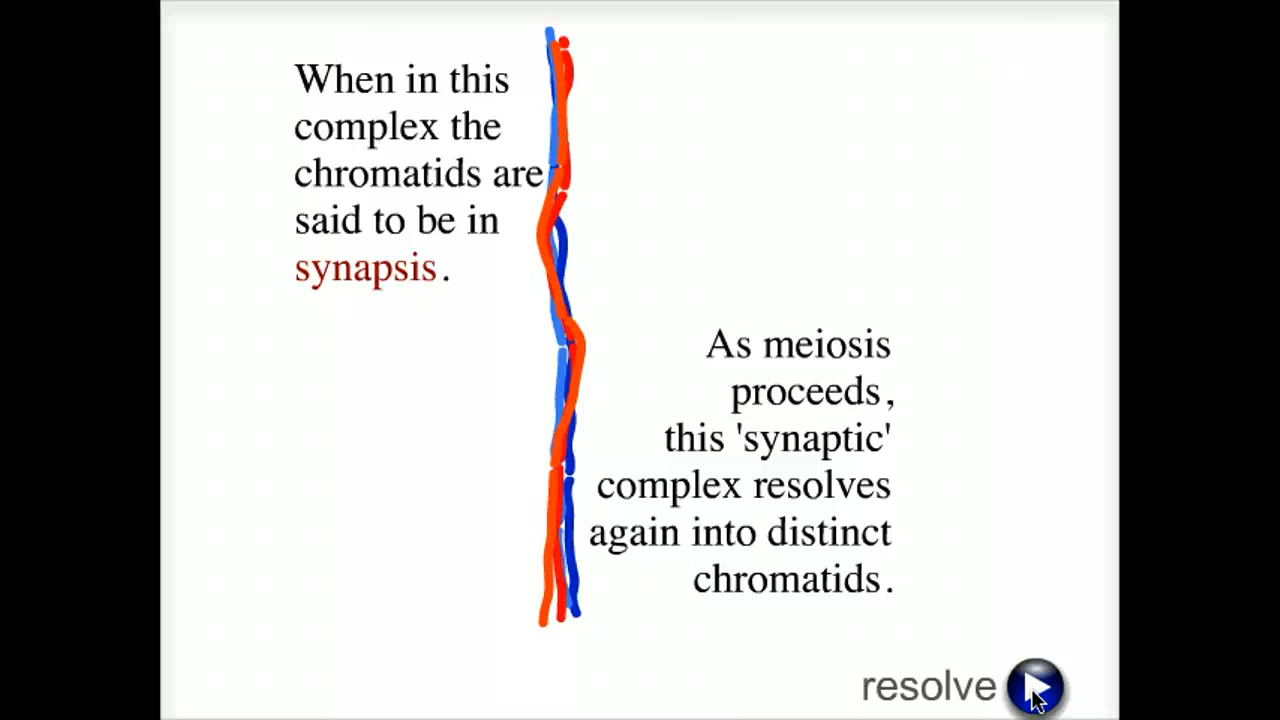 When in this
complex the
chromatids are
said to be in
synapsis.
As meiosis
proceeds,
this 'synaptic'
complex resolves
again into distinct
chromatids.
resolve